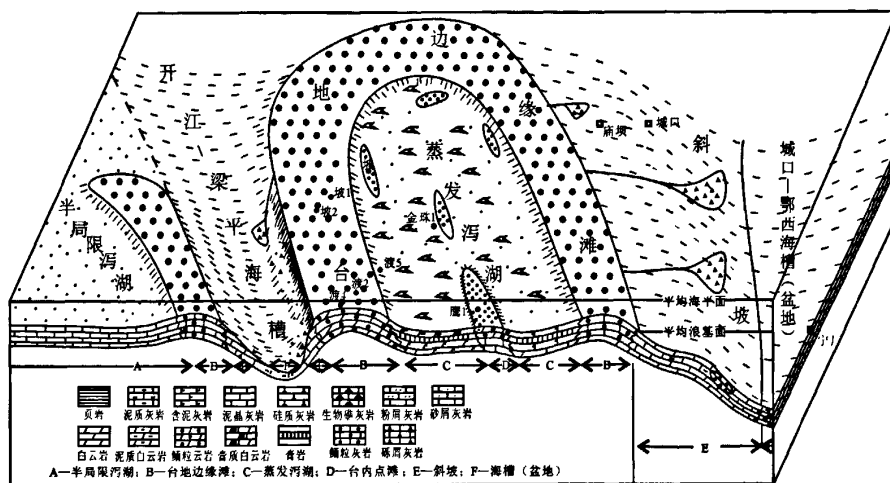 开江—梁平海槽
半局限泻湖
台地边缘滩
蒸发泻湖
斜坡
城口—鄂西海槽(盆地)
庙坝
城口
坡1
坡2
金珠1
渡5
渡2
平均海平面
平均浪基面
A B C D C B E
页岩 泥质灰岩 含泥灰岩 泥晶灰岩 硅质灰岩 生物礁灰岩 粉屑灰岩 砂屑灰岩
白云岩 泥质白云岩 鲕粒云岩 膏质白云岩 膏岩 鲕粒灰岩 砾屑灰岩
A—半局限泻湖;B—台地边缘滩;C—蒸发泻湖;D—台内点滩;E—斜坡;F—海槽(盆地)